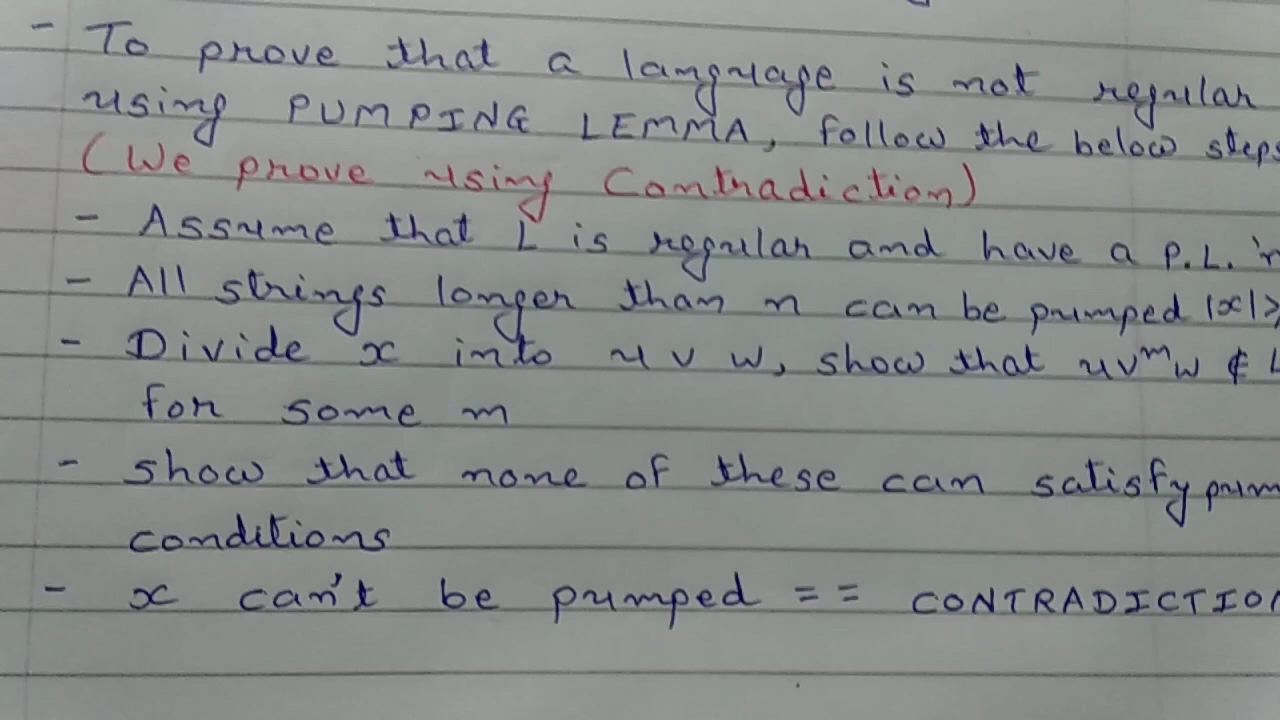 - To prove that a language is not regular
using PUMPING LEMMA, follow the below steps
(We prove using Contradiction)
- Assume that L is regular and have a P.L. 'n
- All strings longer than n can be pumped |x|≥
- Divide x into u v w, show that uvᵐw ∉ L
for some m
- show that none of these can satisfy pum
conditions
- x can't be pumped == CONTRADICTION